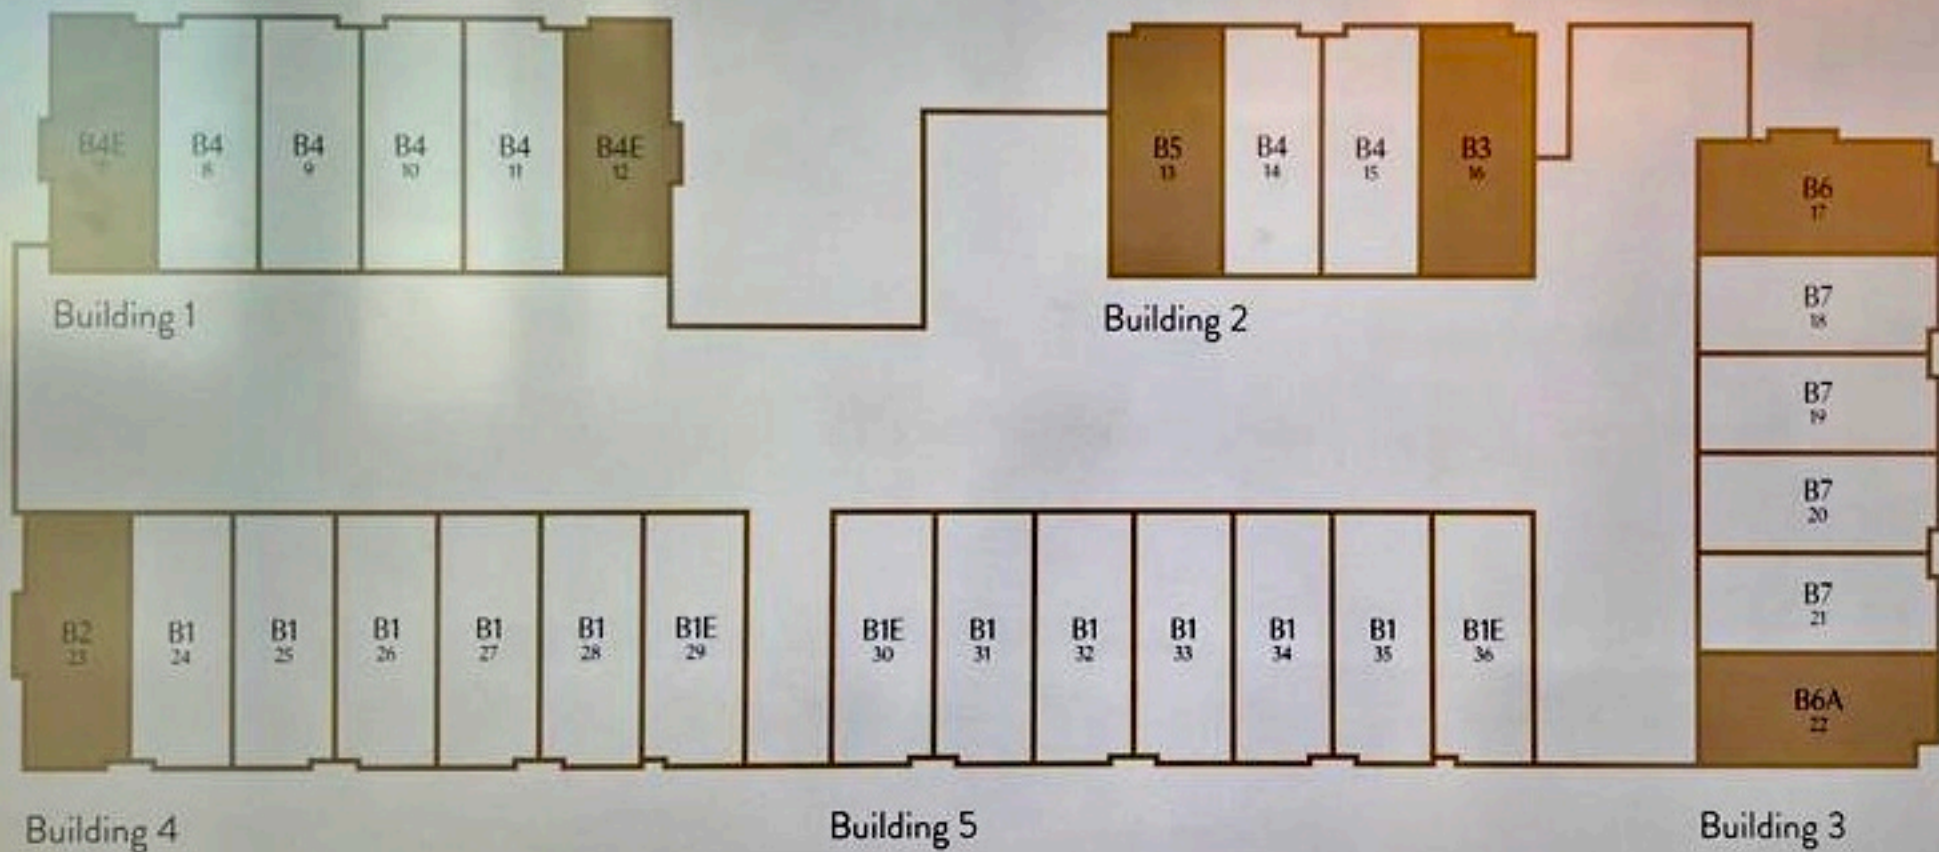 B4E
B4
8
B4
9
B4
10
B4
11
B4E
12
Building 1
B5
13
B4
14
B4
15
B3
16
Building 2
B6
17
B7
18
B7
19
B7
20
B7
21
B6A
22
Building 3
B2
23
B1
24
B1
25
B1
26
B1
27
B1
28
B1E
29
Building 4
B1E
30
B1
31
B1
32
B1
33
B1
34
B1
35
B1E
36
Building 5